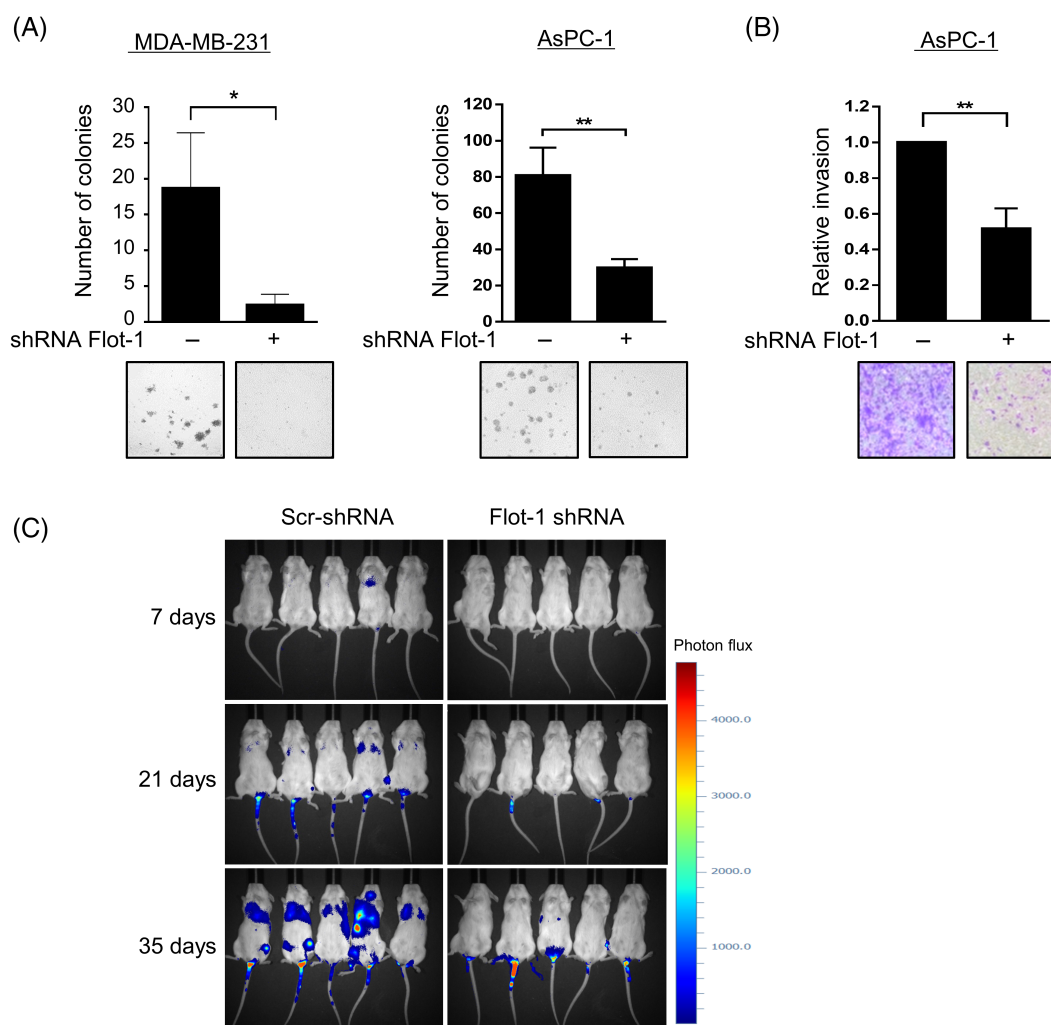 (A)
MDA-MB-231
Number of colonies
30
25
20
15
10
5
0
*
shRNA Flot-1
–
+
AsPC-1
Number of colonies
120
100
80
60
40
20
0
**
shRNA Flot-1
–
+
(B)
AsPC-1
Relative invasion
1.2
1.0
0.8
0.6
0.4
0.2
0.0
**
shRNA Flot-1
–
+
(C)
Scr-shRNA
Flot-1 shRNA
7 days
21 days
35 days
Photon flux
4000.0
3000.0
2000.0
1000.0